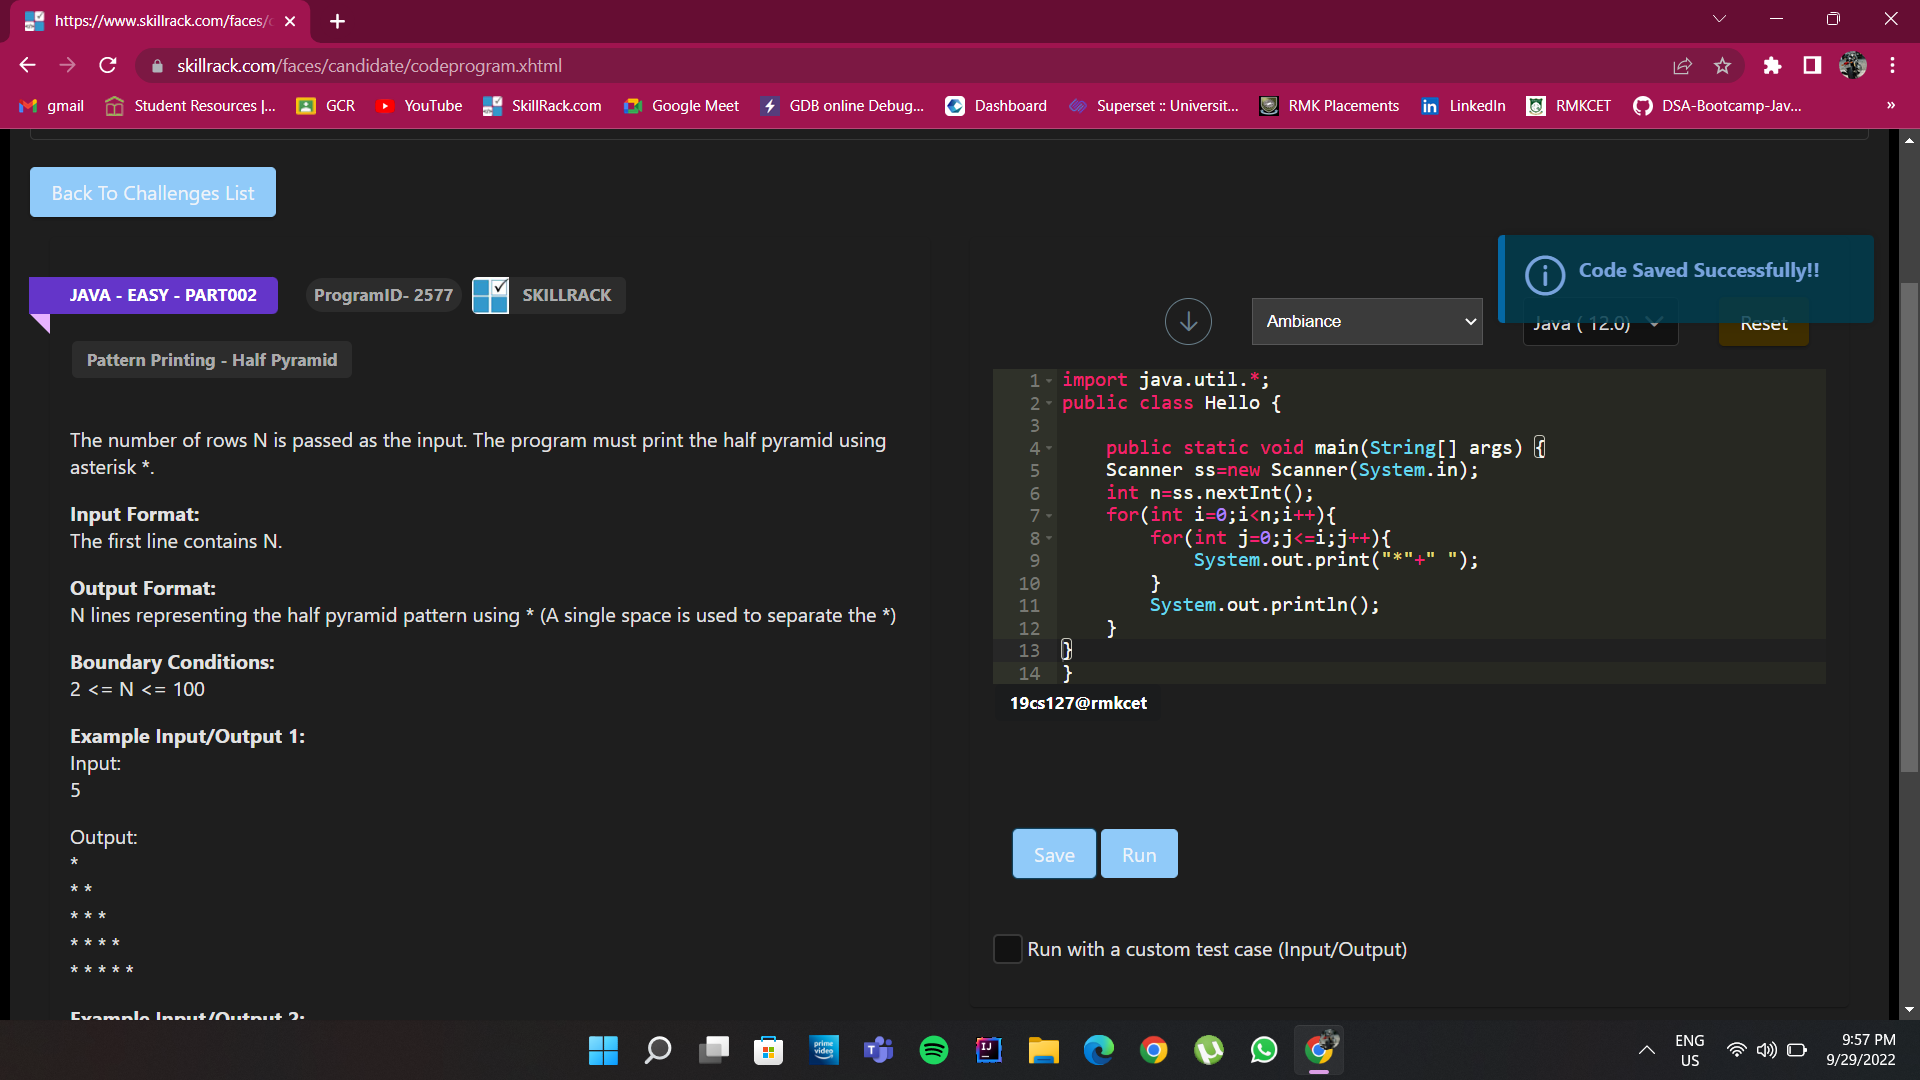 https://www.skillrack.com/faces/c
skillrack.com/faces/candidate/codeprogram.xhtml
gmail
Student Resources |...
GCR
YouTube
SkillRack.com
Google Meet
GDB online Debug...
Dashboard
Superset :: Universit...
RMK Placements
LinkedIn
RMKCET
DSA-Bootcamp-Jav...
»
Back To Challenges List
Code Saved Successfully!!
JAVA - EASY - PART002
ProgramID- 2577
SKILLRACK
Ambiance
Java ( 12.0)
Reset
Pattern Printing - Half Pyramid
The number of rows N is passed as the input. The program must print the half pyramid using
asterisk *.
Input Format:
The first line contains N.
Output Format:
N lines representing the half pyramid pattern using * (A single space is used to separate the *)
Boundary Conditions:
2 <= N <= 100
Example Input/Output 1:
Input:
5
Output:
*
* *
* * *
* * * *
* * * * *
Example Input/Output 2:
1 import java.util.*;
2 public class Hello {
3
4     public static void main(String[] args) {
5     Scanner ss=new Scanner(System.in);
6     int n=ss.nextInt();
7     for(int i=0;i<n;i++){
8         for(int j=0;j<=i;j++){
9             System.out.print("*"+" ");
10         }
11         System.out.println();
12     }
13 }
14 }
19cs127@rmkcet
Save
Run
Run with a custom test case (Input/Output)
prime
video
ENG
US
9:57 PM
9/29/2022